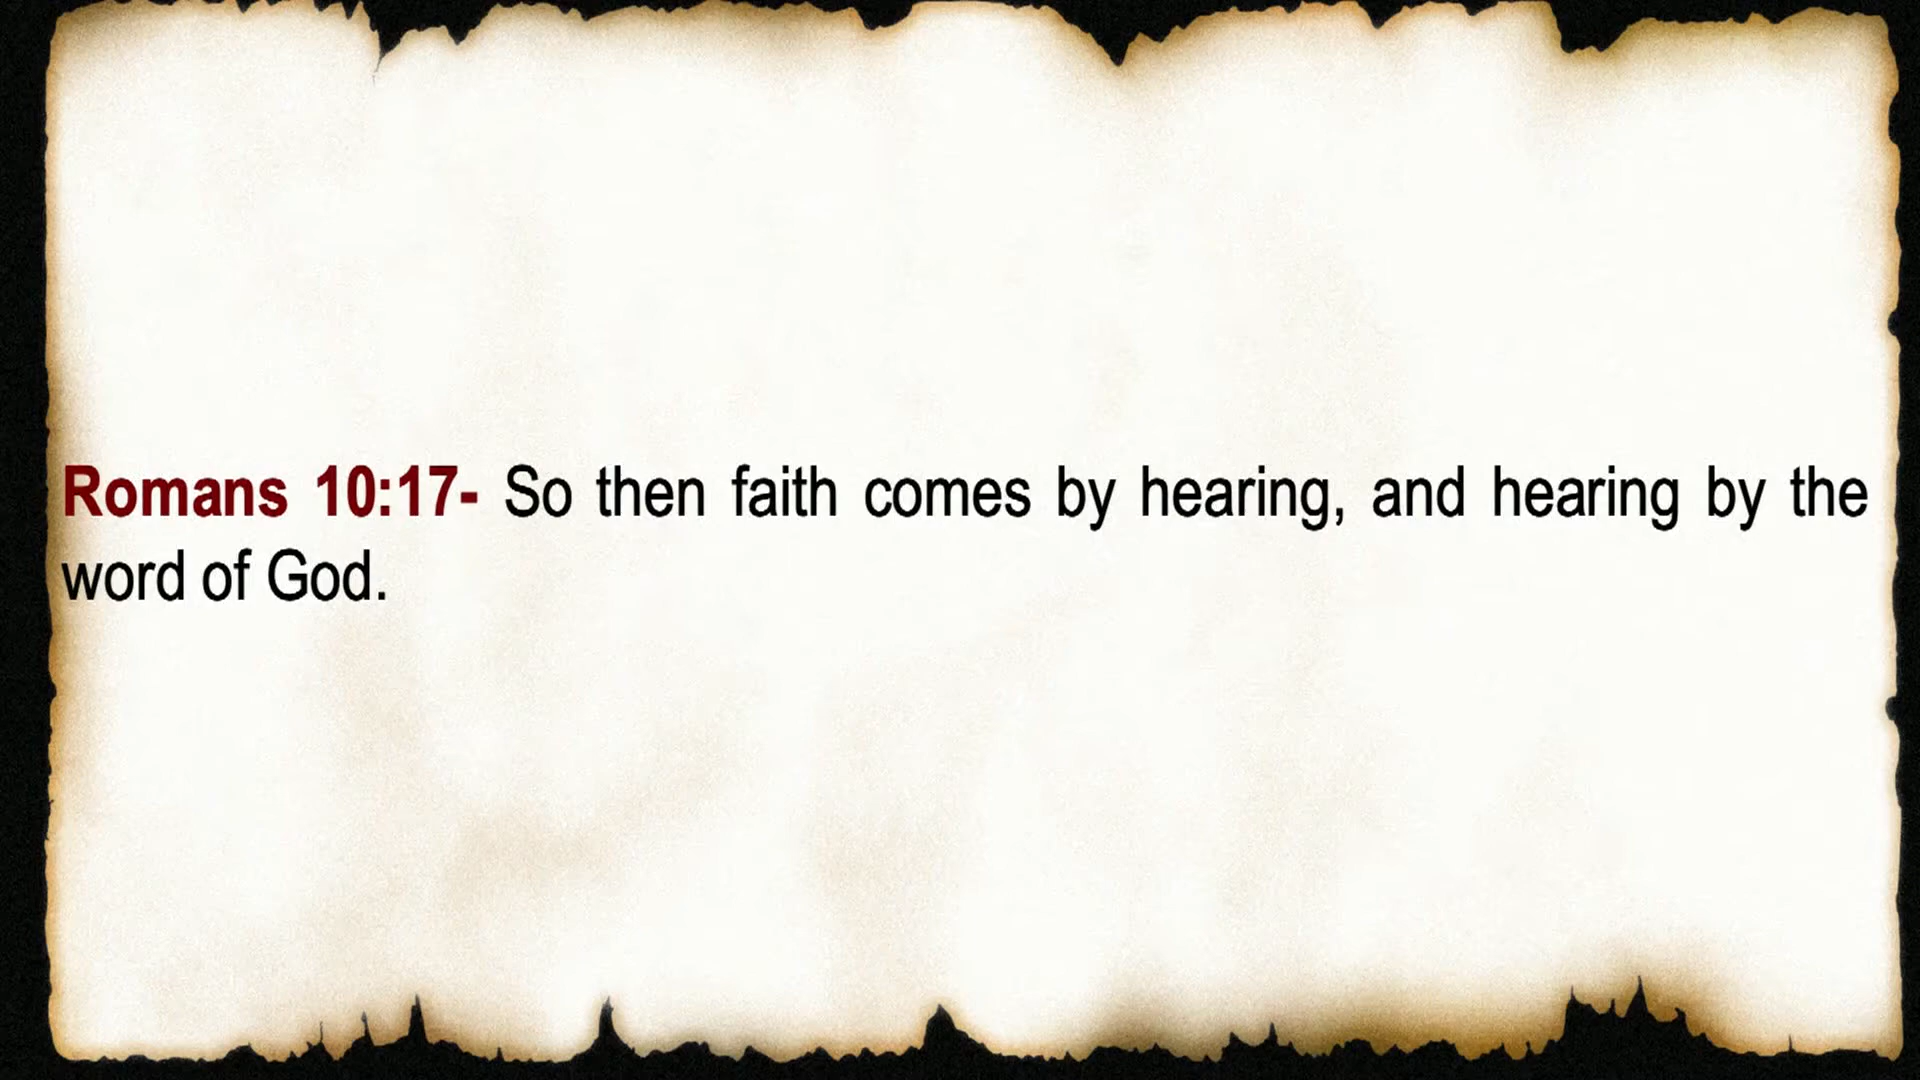 Romans 10:17- So then faith comes by hearing, and hearing by the
word of God.